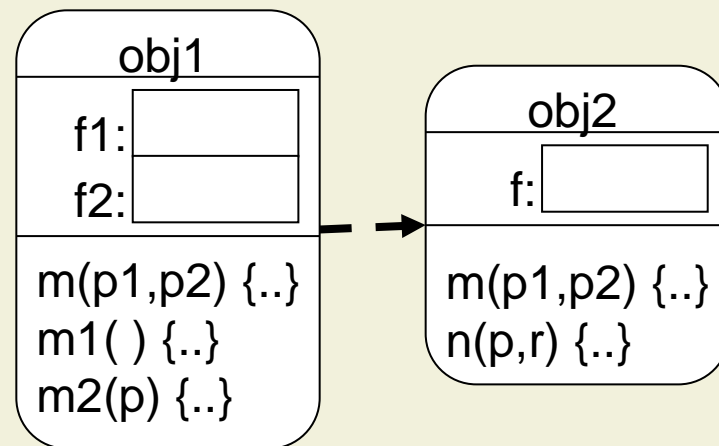 obj1
f1:
f2:
m(p1,p2) {..}
m1( ) {..}
m2(p) {..}
obj2
f:
m(p1,p2) {..}
n(p,r) {..}